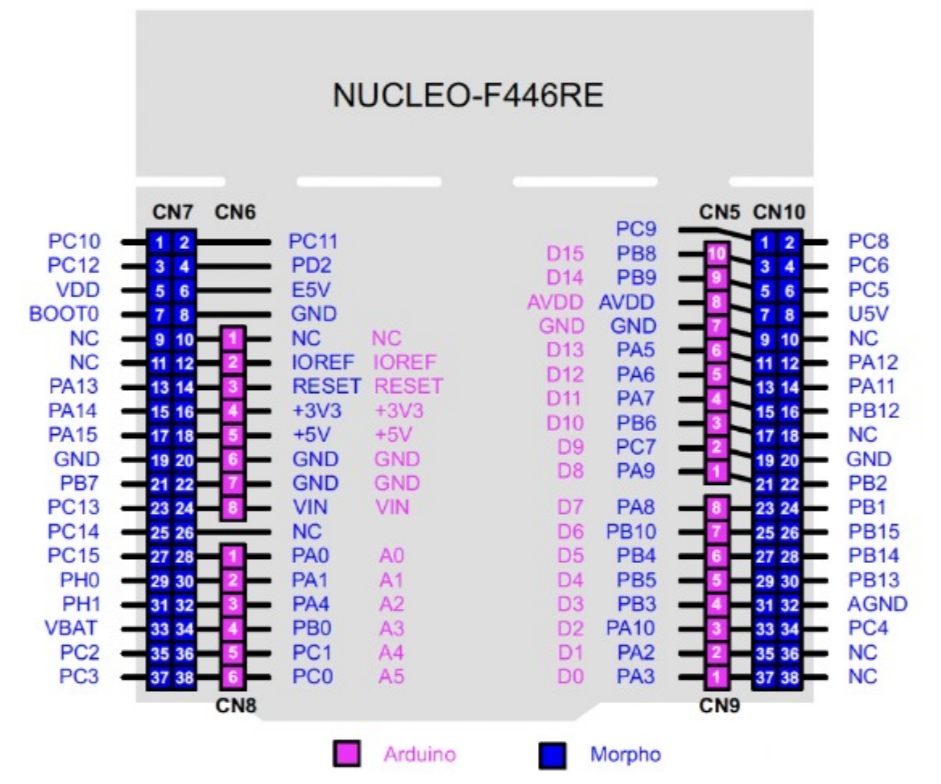 NUCLEO-F446RE
CN7 CN6 CN5 CN10
PC9
PC10 1 2 PC11 1 2 PC8
D15 PB8 10
PC12 3 4 PD2 3 4 PC6
D14 PB9 9
VDD 5 6 E5V 5 6 PC5
AVDD AVDD 8
BOOT0 7 8 GND 7 8 U5V
GND GND 7
NC 9 10 1 NC NC 9 10 NC
D13 PA5 6
NC 11 12 2 IOREF IOREF 11 12 PA12
D12 PA6 5
PA13 13 14 3 RESET RESET 13 14 PA11
D11 PA7 4
PA14 15 16 4 +3V3 +3V3 15 16 PB12
D10 PB6 3
PA15 17 18 5 +5V +5V 17 18 NC
D9 PC7 2
GND 19 20 6 GND GND 19 20 GND
D8 PA9 1
PB7 21 22 7 GND GND 21 22 PB2
PC13 23 24 8 VIN VIN D7 PA8 8 23 24 PB1
PC14 25 26 NC D6 PB10 7 25 26 PB15
PC15 27 28 1 PA0 A0 D5 PB4 6 27 28 PB14
PH0 29 30 2 PA1 A1 D4 PB5 5 29 30 PB13
PH1 31 32 3 PA4 A2 D3 PB3 4 31 32 AGND
VBAT 33 34 4 PB0 A3 D2 PA10 3 33 34 PC4
PC2 35 36 5 PC1 A4 D1 PA2 2 35 36 NC
PC3 37 38 6 PC0 A5 D0 PA3 1 37 38 NC
CN8 CN9
Arduino Morpho